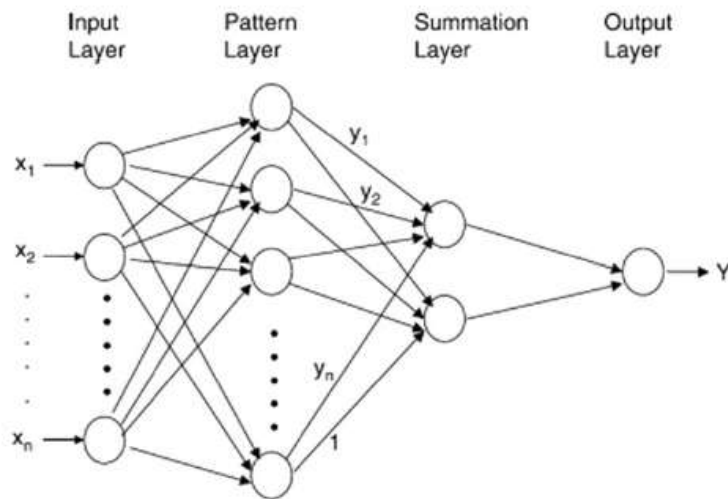 Input Layer
Pattern Layer
Summation Layer
Output Layer
x1
x2
xn
y1
y2
yn
1
Y